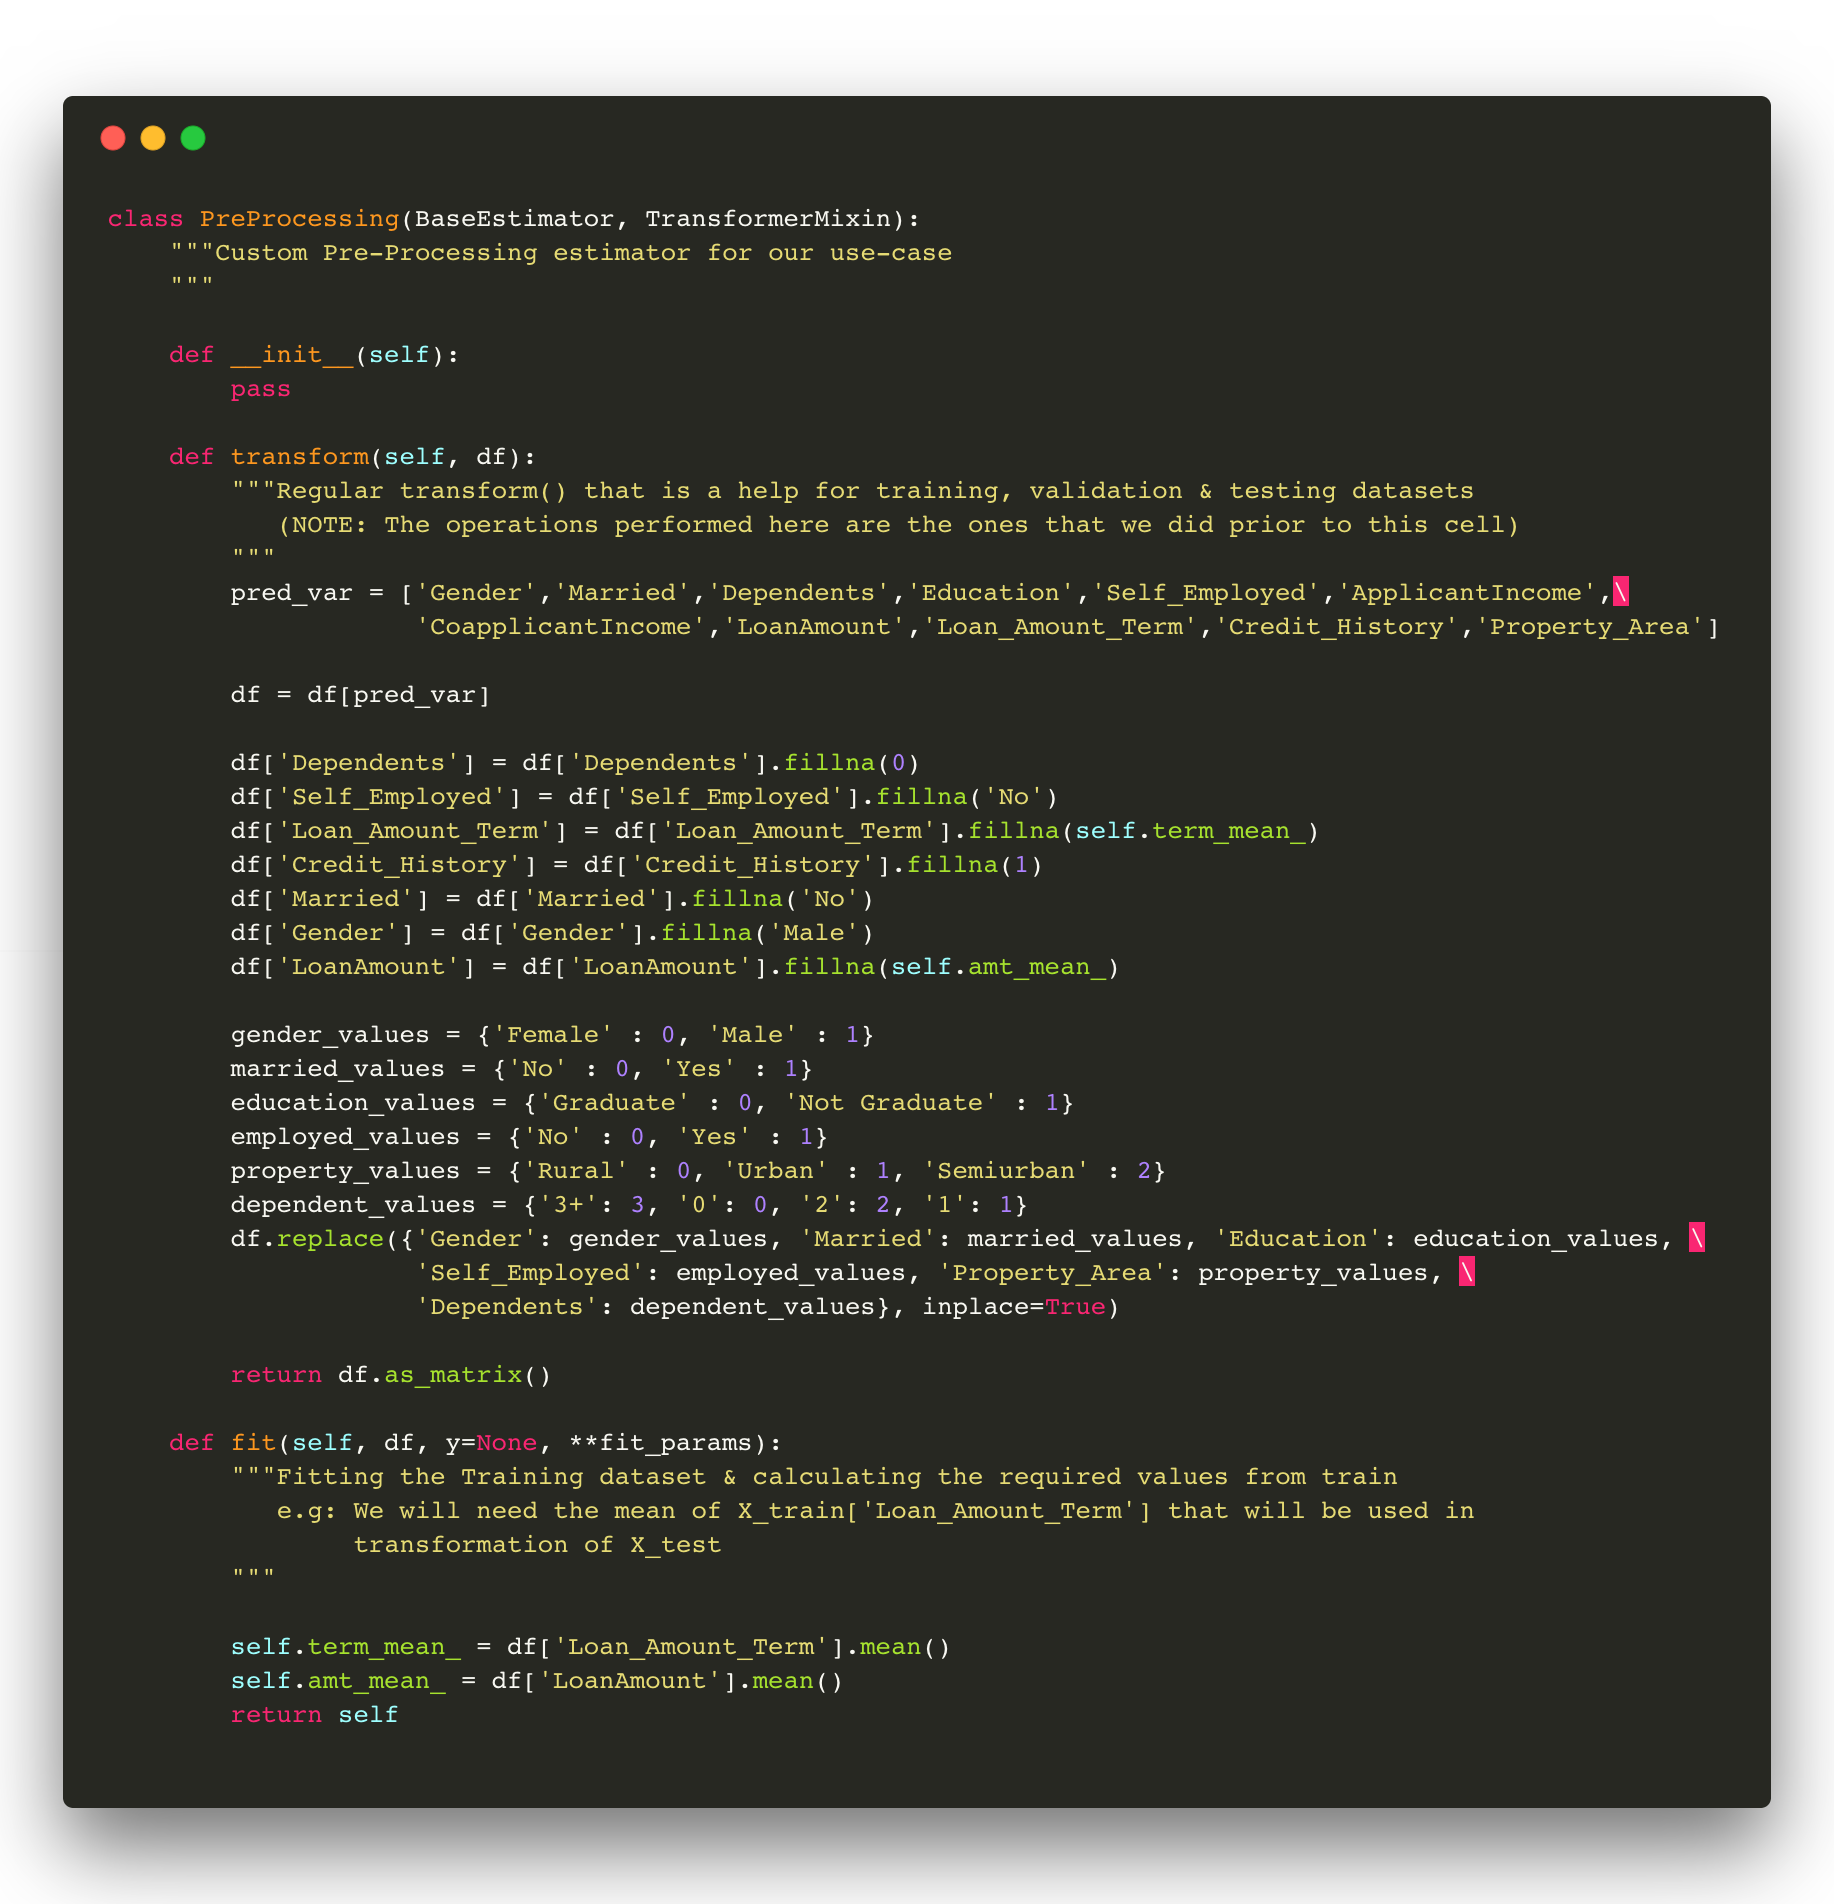 class PreProcessing(BaseEstimator, TransformerMixin):
    """Custom Pre-Processing estimator for our use-case
    """

    def __init__(self):
        pass

    def transform(self, df):
        """Regular transform() that is a help for training, validation & testing datasets
           (NOTE: The operations performed here are the ones that we did prior to this cell)
        """
        pred_var = ['Gender','Married','Dependents','Education','Self_Employed','ApplicantIncome',\
                    'CoapplicantIncome','LoanAmount','Loan_Amount_Term','Credit_History','Property_Area']

        df = df[pred_var]

        df['Dependents'] = df['Dependents'].fillna(0)
        df['Self_Employed'] = df['Self_Employed'].fillna('No')
        df['Loan_Amount_Term'] = df['Loan_Amount_Term'].fillna(self.term_mean_)
        df['Credit_History'] = df['Credit_History'].fillna(1)
        df['Married'] = df['Married'].fillna('No')
        df['Gender'] = df['Gender'].fillna('Male')
        df['LoanAmount'] = df['LoanAmount'].fillna(self.amt_mean_)

        gender_values = {'Female' : 0, 'Male' : 1}
        married_values = {'No' : 0, 'Yes' : 1}
        education_values = {'Graduate' : 0, 'Not Graduate' : 1}
        employed_values = {'No' : 0, 'Yes' : 1}
        property_values = {'Rural' : 0, 'Urban' : 1, 'Semiurban' : 2}
        dependent_values = {'3+': 3, '0': 0, '2': 2, '1': 1}
        df.replace({'Gender': gender_values, 'Married': married_values, 'Education': education_values, \
                    'Self_Employed': employed_values, 'Property_Area': property_values, \
                    'Dependents': dependent_values}, inplace=True)

        return df.as_matrix()

    def fit(self, df, y=None, **fit_params):
        """Fitting the Training dataset & calculating the required values from train
           e.g: We will need the mean of X_train['Loan_Amount_Term'] that will be used in
                transformation of X_test
        """

        self.term_mean_ = df['Loan_Amount_Term'].mean()
        self.amt_mean_ = df['LoanAmount'].mean()
        return self